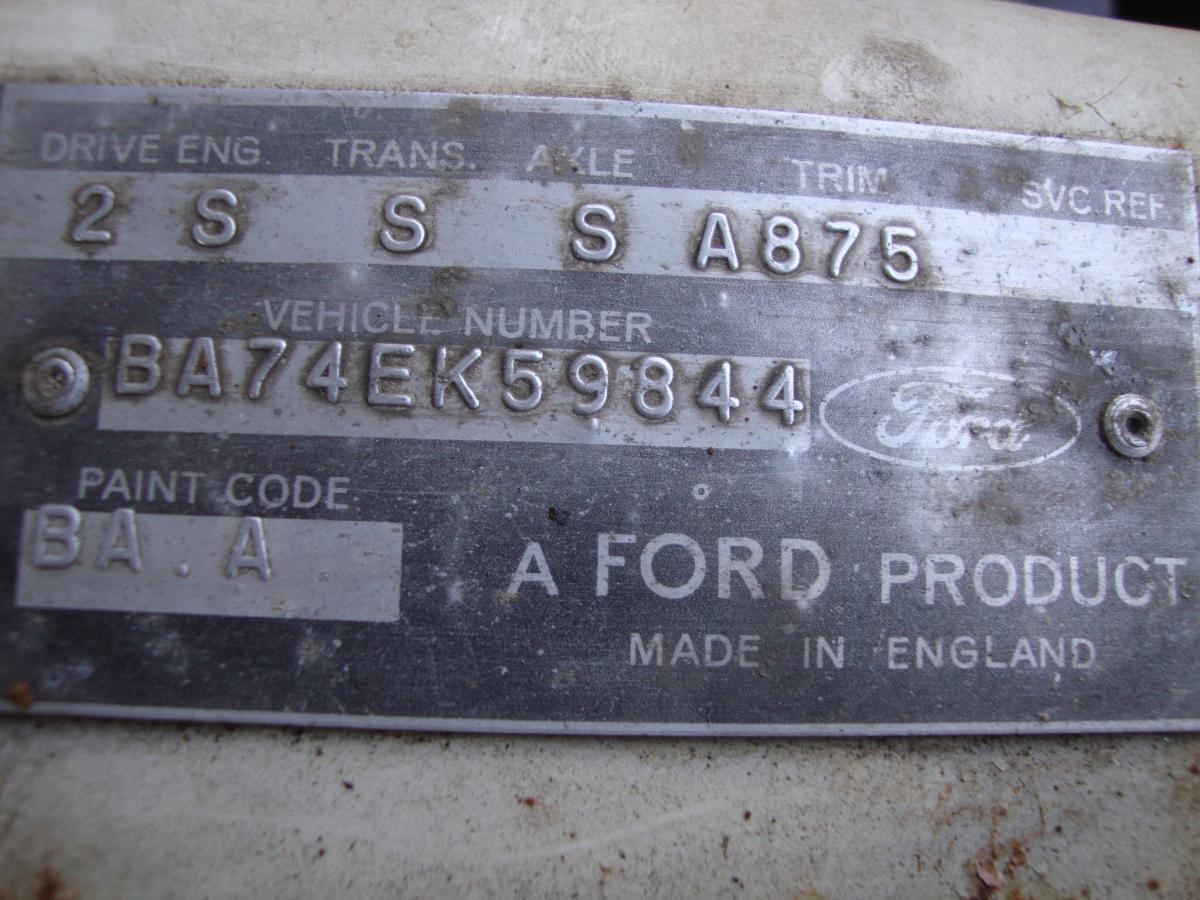 DRIVE ENG. TRANS. AXLE TRIM SVC. REF
2 S S S A875
VEHICLE NUMBER
BA74EK59844
Ford
PAINT CODE
BA.A
A FORD PRODUCT
MADE IN ENGLAND